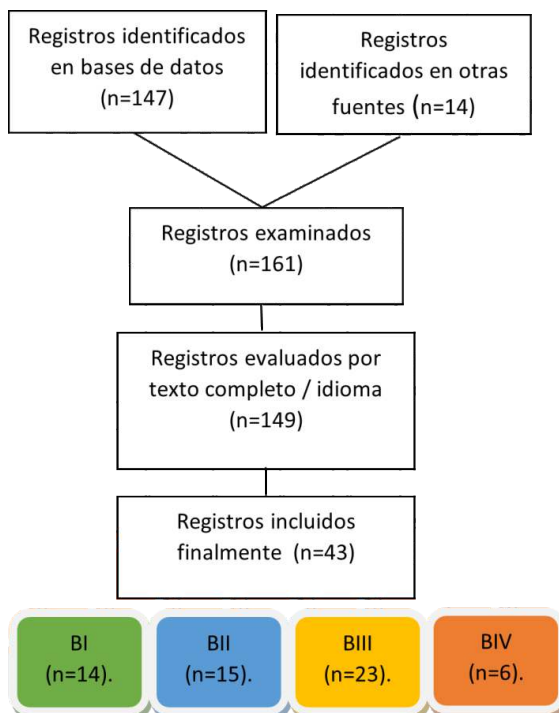 Registros identificados
en bases de datos
(n=147)
Registros
identificados en otras
fuentes (n=14)
Registros examinados
(n=161)
Registros evaluados por
texto completo / idioma
(n=149)
Registros incluidos
finalmente (n=43)
BI
(n=14).
BII
(n=15).
BIII
(n=23).
BIV
(n=6).